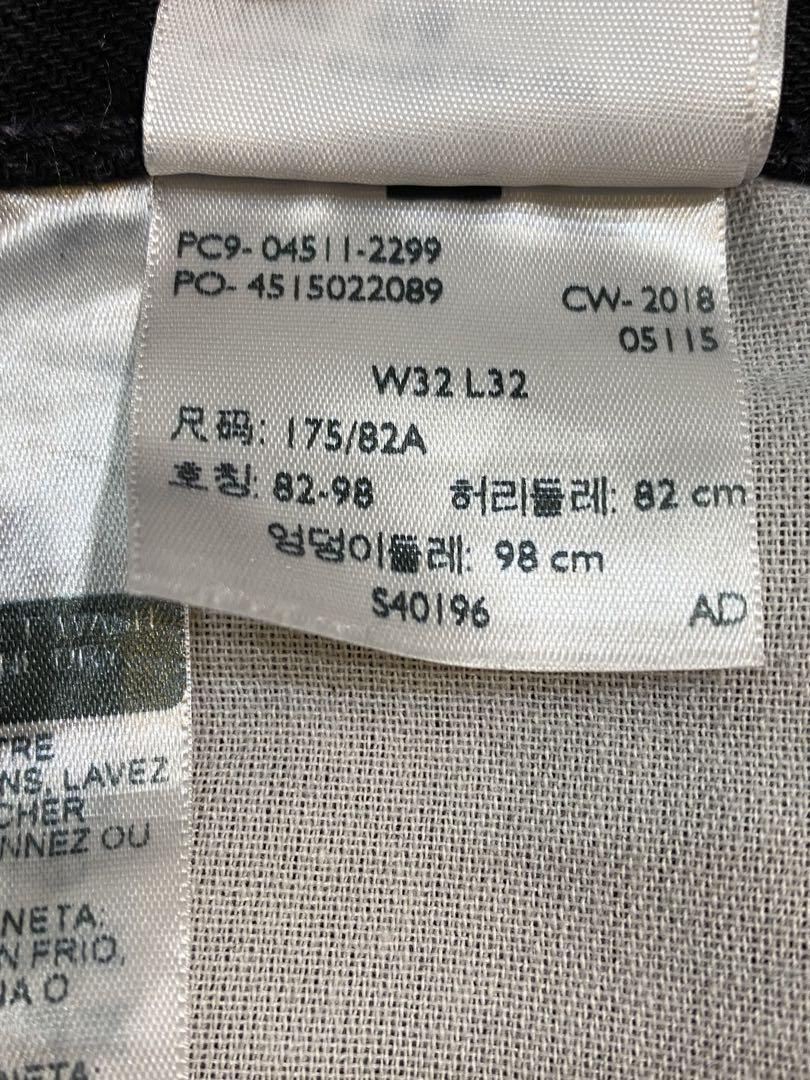 PC9- 04511-2299
PO- 4515022089
CW- 2018
05115
W32 L32
尺码: 175/82A
호칭: 82-98 허리둘레: 82 cm
엉덩이둘레: 98 cm
S40196 AD
TRE
NS, LAVEZ
CHER
NNEZ OU
NETA:
N FRIO,
UA O
NETA: